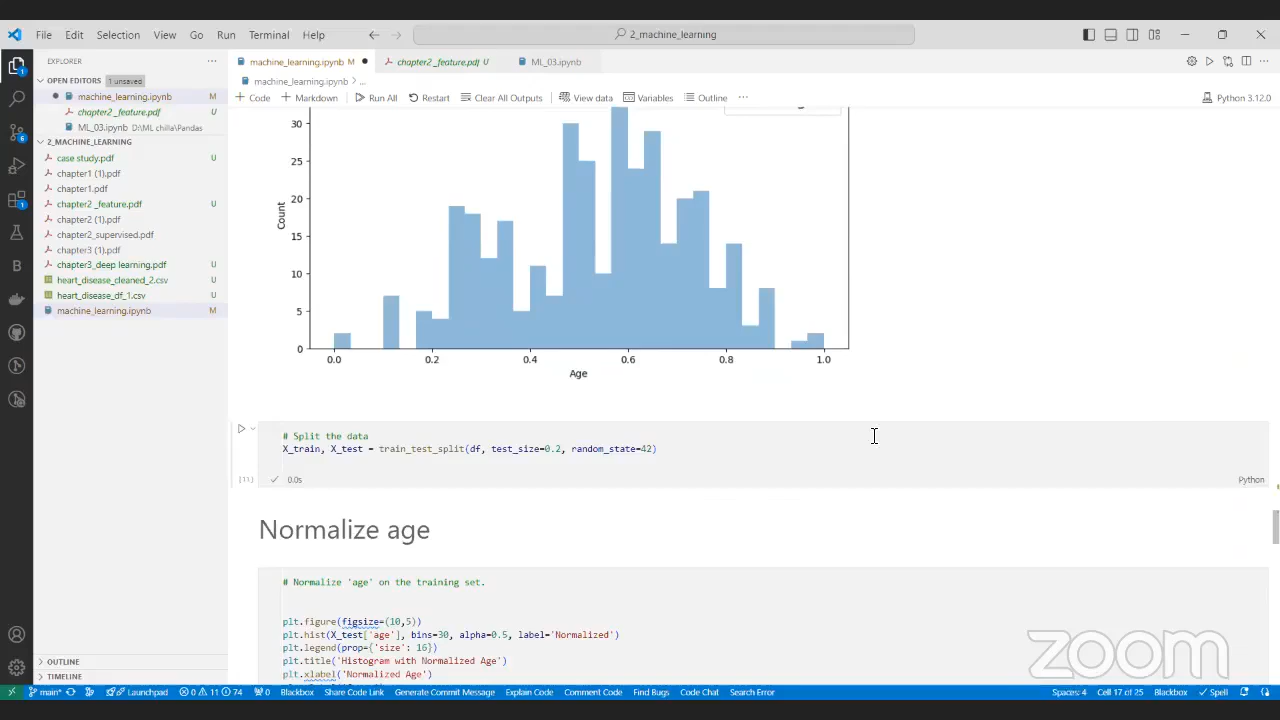 File Edit Selection View Go Run Terminal Help
2_machine_learning
EXPLORER
OPEN EDITORS 1 unsaved
machine_learning.ipynb M
chapter2 _feature.pdf U
ML_03.ipynb D:\ML chilla\Pandas
2_MACHINE_LEARNING
case study.pdf U
chapter1 (1).pdf
chapter1.pdf
chapter2 _feature.pdf U
chapter2 (1).pdf
chapter2_supervised.pdf
chapter3 (1).pdf
chapter3_deep learning.pdf U
heart_disease_cleaned_2.csv U
heart_disease_df_1.csv U
machine_learning.ipynb M
OUTLINE
TIMELINE
machine_learning.ipynb M
chapter2 _feature.pdf U
ML_03.ipynb
machine_learning.ipynb > ...
+ Code + Markdown Run All Restart Clear All Outputs View data Variables Outline ... Python 3.12.0
30
25
20
15
10
5
0
Count
0.0 0.2 0.4 0.6 0.8 1.0
Age
# Split the data
X_train, X_test = train_test_split(df, test_size=0.2, random_state=42)
[11] 0.0s Python
Normalize age
# Normalize 'age' on the training set.
plt.figure(figsize=(10,5))
plt.hist(X_test['age'], bins=30, alpha=0.5, label='Normalized')
plt.legend(prop={'size': 16})
plt.title('Histogram with Normalized Age')
plt.xlabel('Normalized Age')
zoom
main* Launchpad 0 11 74 0 Blackbox Share Code Link Generate Commit Message Explain Code Comment Code Find Bugs Code Chat Search Error Spaces: 4 Cell 17 of 25 Blackbox Spell